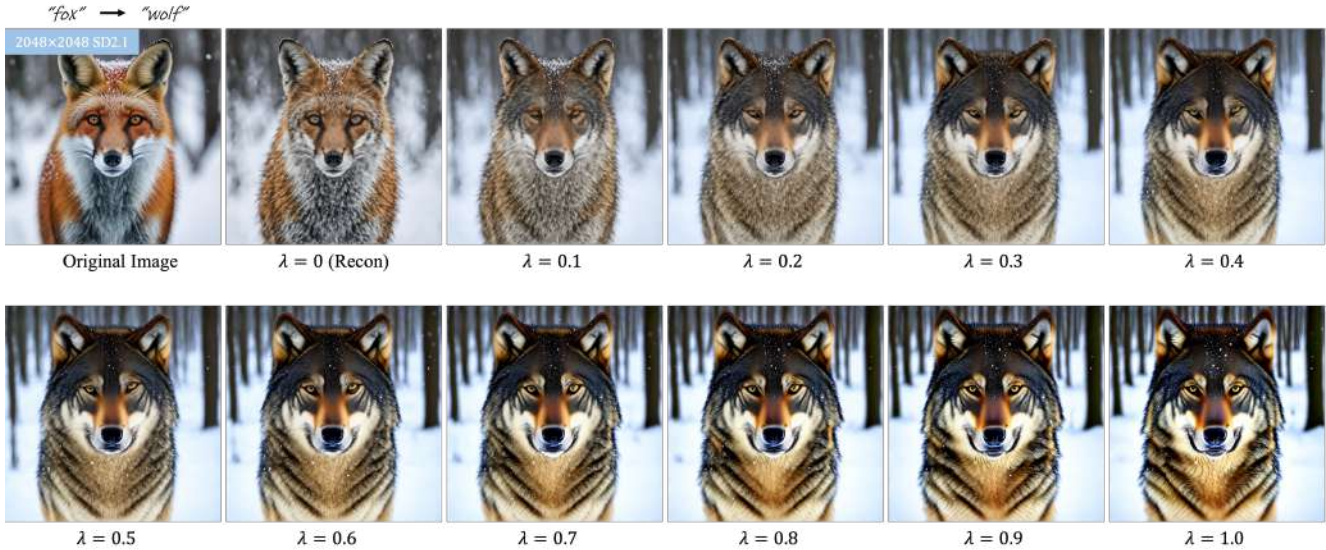 "fox" → "wolf"
2048×2048 SD2.1
Original Image
λ = 0 (Recon)
λ = 0.1
λ = 0.2
λ = 0.3
λ = 0.4
λ = 0.5
λ = 0.6
λ = 0.7
λ = 0.8
λ = 0.9
λ = 1.0